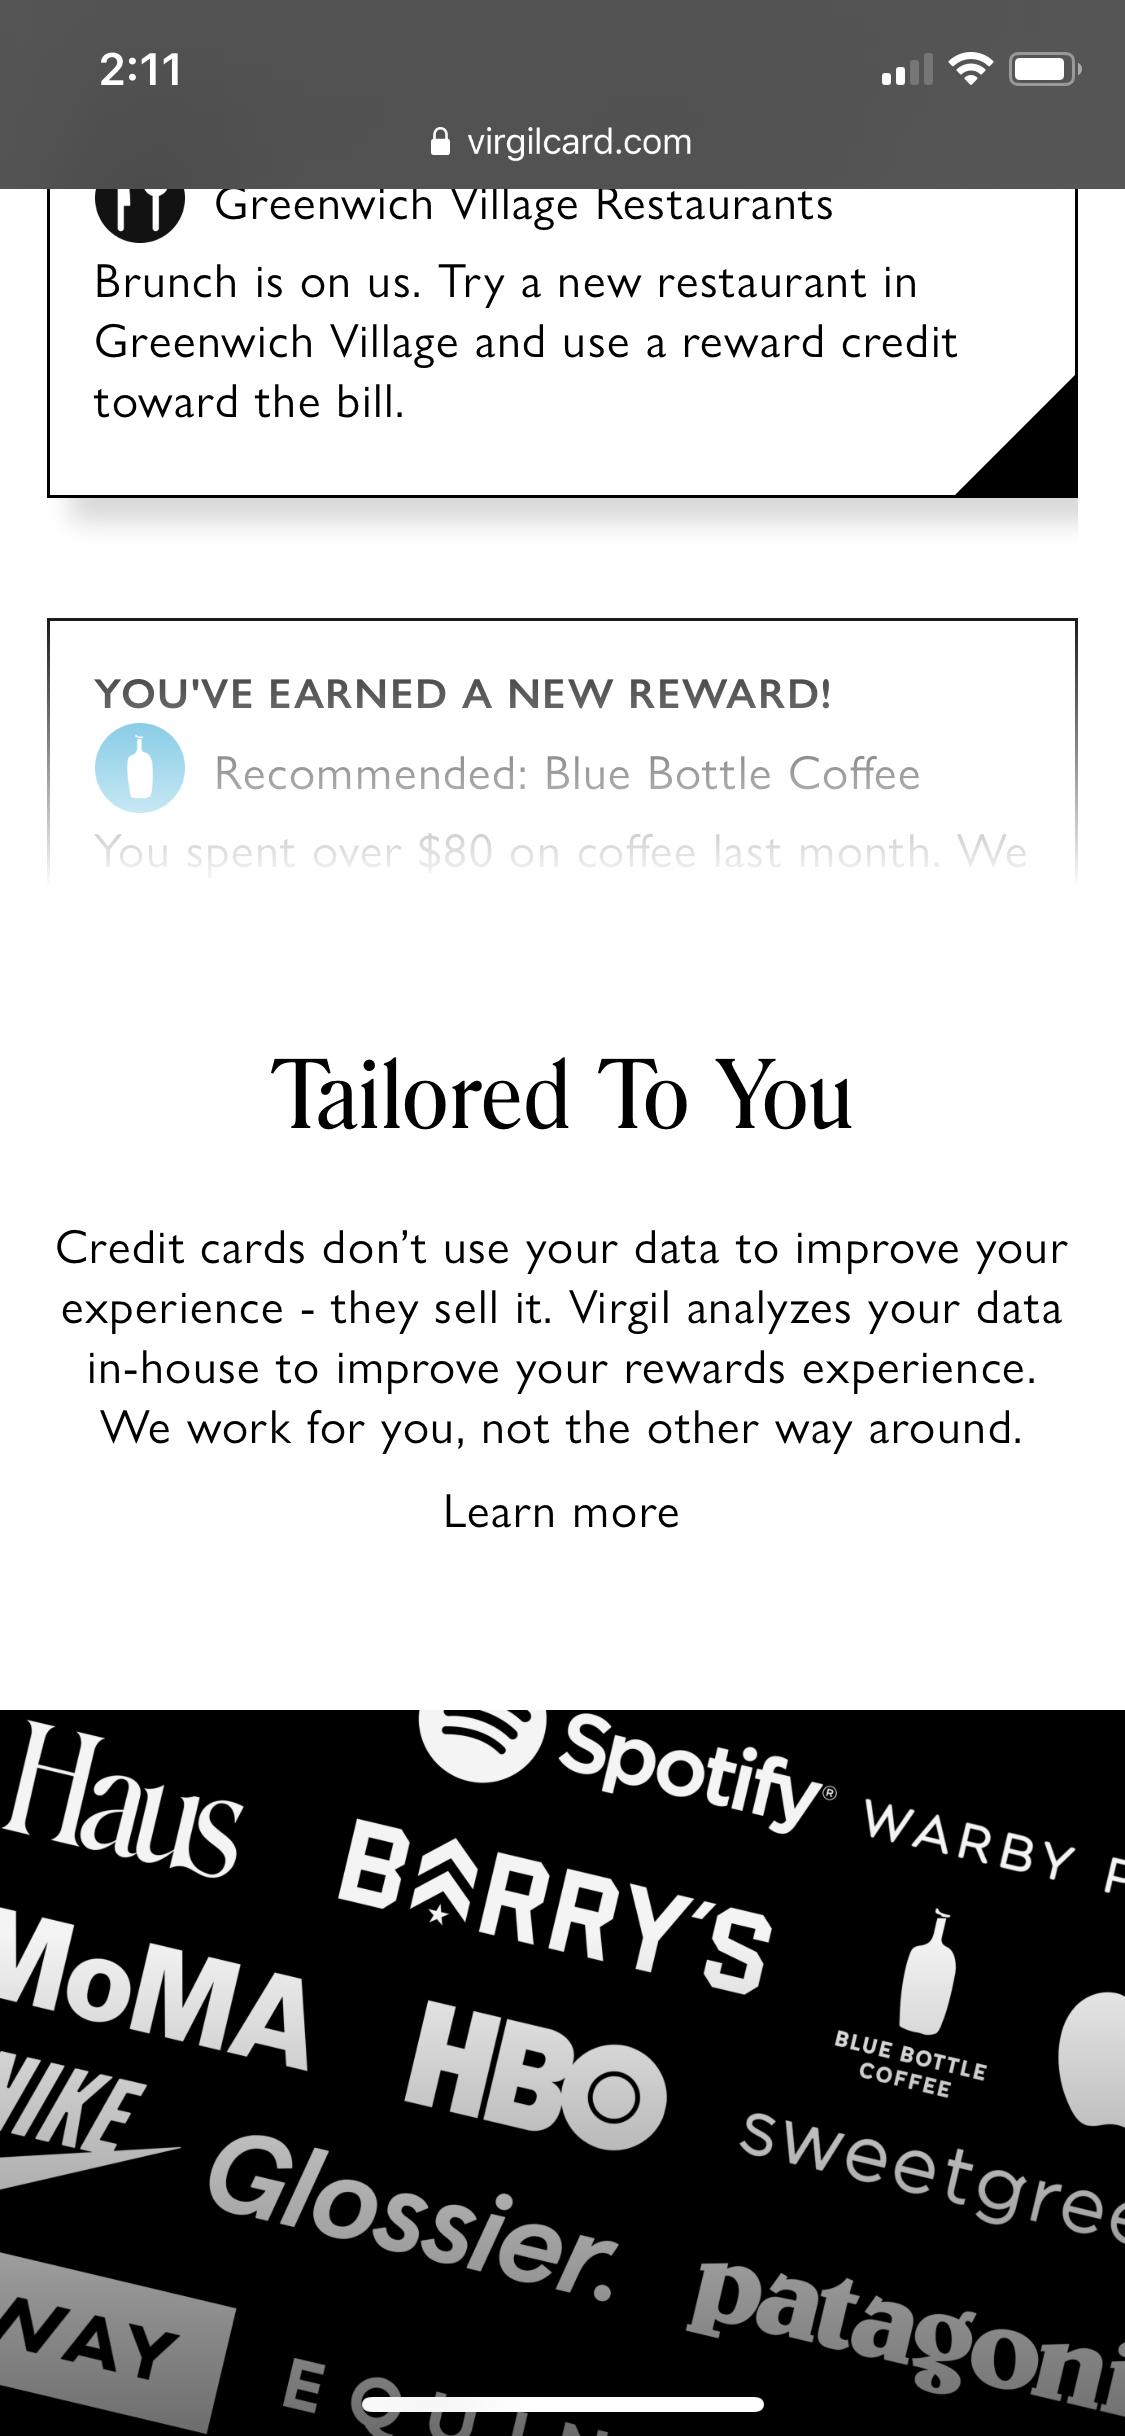 2:11
virgilcard.com
Greenwich Village Restaurants
Brunch is on us. Try a new restaurant in
Greenwich Village and use a reward credit
toward the bill.
YOU'VE EARNED A NEW REWARD!
Recommended: Blue Bottle Coffee
You spent over $80 on coffee last month. We
Tailored To You
Credit cards don’t use your data to improve your
experience - they sell it. Virgil analyzes your data
in-house to improve your rewards experience.
We work for you, not the other way around.
Learn more
Haus
Spotify®
WARBY P
BARRY'S
MoMA
HBO
BLUE BOTTLE
COFFEE
NIKE
Glossier.
sweetgree
patagoni
WAY
EQUIN